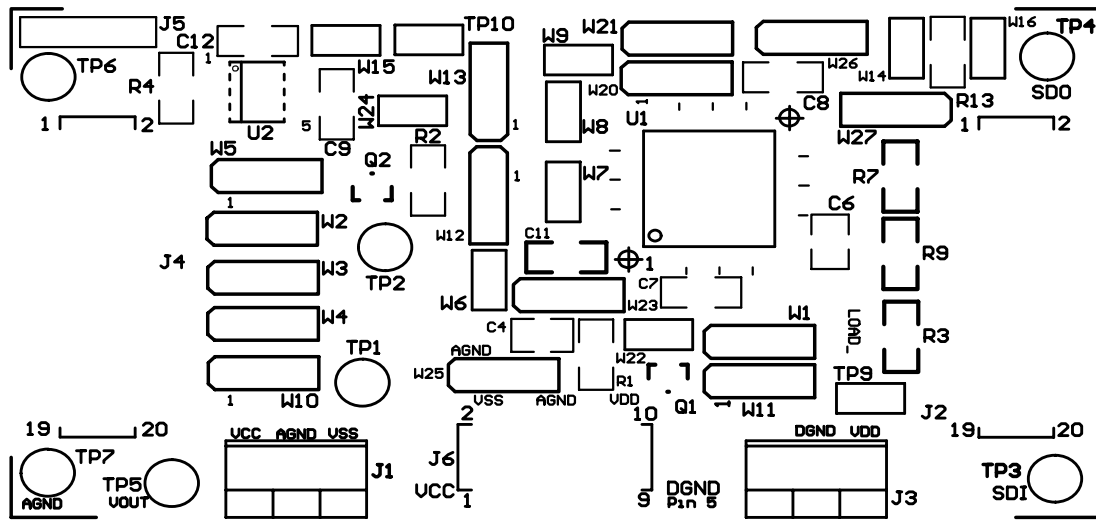 J5
C12
1
TP6
R4
W15
TP10
W13
W9
W21
W20
1
U1
W26
C8
W14
W16
TP4
SDO
R13
W27
1 2
1 2
U2
5
C9
W24
R2
Q2
1
1
W12
W8
W7
C11
1
C6
R7
R9
R3
W5
1
W2
J4
W3
W4
W10
1
TP2
TP1
W6
W23
C7
C4
W22
R1
VDD
AGND
W25
VSS
AGND
W1
W11
1
Q1
LOAD_
TP9
J2
19 20
19 20
TP7
AGND
TP5
VOUT
VCC AGND VSS
J1
2 10
J6
VCC
1 9
DGND
Pin 5
DGND VDD
J3
TP3
SDI